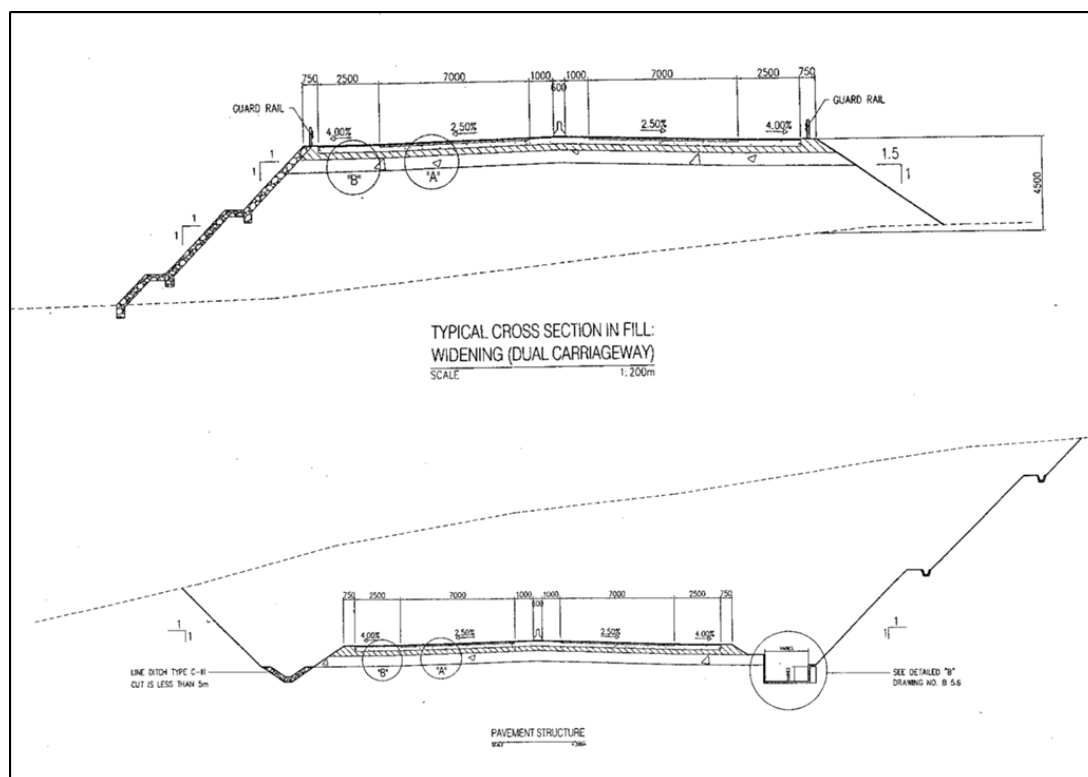 750 2500 7000 1000 1000 7000 2500 750
600
GUARD RAIL
GUARD RAIL
4.00% 2.50% 2.50% 4.00%
1
1
1.5
1
"B" "A"
4500
1
1
TYPICAL CROSS SECTION IN FILL:
WIDENING (DUAL CARRIAGEWAY)
SCALE 1:200m
750 2500 7000 1000 1000 7000 2500 750
600
4.00% 2.50% 2.50% 4.00%
1
1
1
1
"B" "A"
LINE DITCH TYPE C-III
CUT IS LESS THAN 5m
SEE DETAILED "B"
DRAWING NO. B 5.6
PAVEMENT STRUCTURE
SCALE